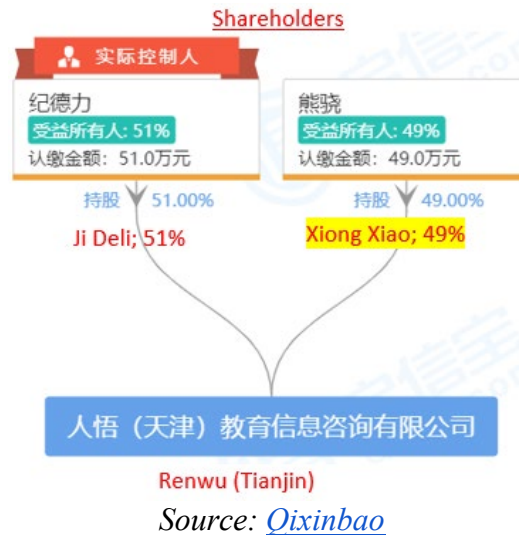 Shareholders
实际控制人
纪德力
受益所有人: 51%
认缴金额: 51.0万元
熊骁
受益所有人: 49%
认缴金额: 49.0万元
持股 51.00%
持股 49.00%
Ji Deli; 51%
Xiong Xiao; 49%
人悟（天津）教育信息咨询有限公司
Renwu (Tianjin)
Source: Qixinbao